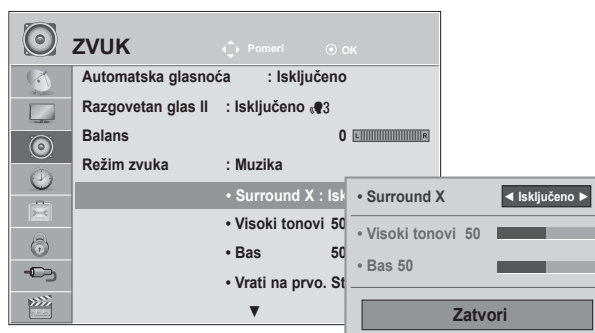 ZVUK Pomeri OK
Automatska glasnoća : Isključeno
Razgovetan glas II : Isključeno 3
Balans 0 L R
Režim zvuka : Muzika
• Surround X : Isk
• Visoki tonovi 50
• Bas 50
• Vrati na prvo. St
▼
• Surround X ◄ Isključeno ►
• Visoki tonovi 50
• Bas 50
Zatvori